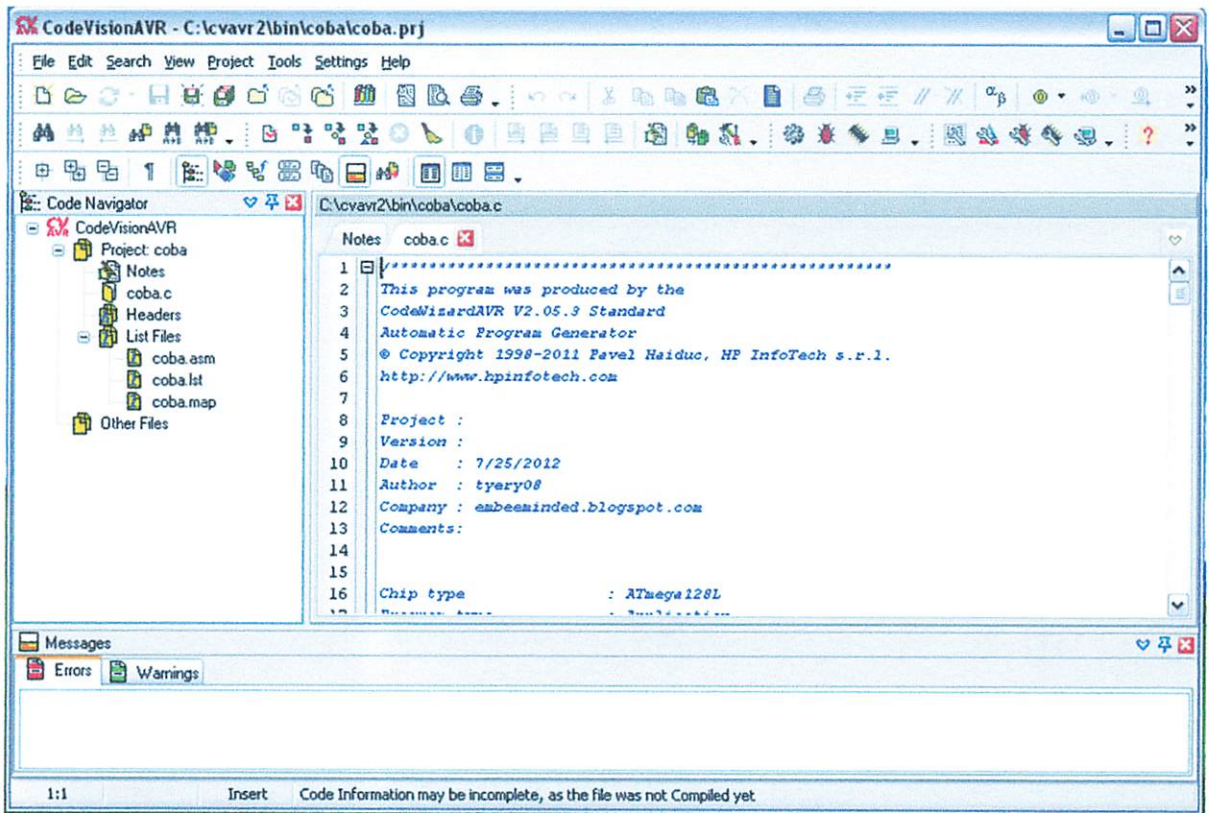 CodeVisionAVR - C:\cvavr2\bin\coba\coba.prj
File Edit Search View Project Tools Settings Help
Code Navigator
CodeVisionAVR
Project: coba
Notes
coba.c
Headers
List Files
coba.asm
coba.lst
coba.map
Other Files
C:\cvavr2\bin\coba\coba.c
Notes coba.c
1 /*****************************************************
2 This program was produced by the
3 CodeWizardAVR V2.05.3 Standard
4 Automatic Program Generator
5 © Copyright 1998-2011 Pavel Haiduc, HP InfoTech s.r.l.
6 http://www.hpinfotech.com
7
8 Project :
9 Version :
10 Date : 7/25/2012
11 Author : tyery08
12 Company : embeeminded.blogspot.com
13 Comments:
14
15
16 Chip type : ATmega128L
Messages
Errors Warnings
1:1 Insert Code Information may be incomplete, as the file was not Compiled yet